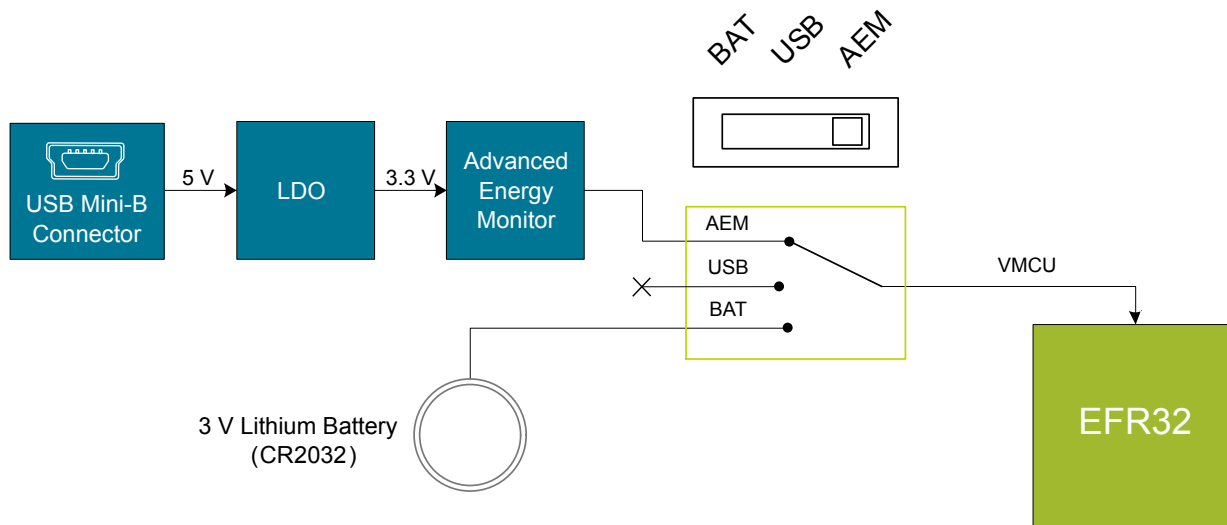 BAT
USB
AEM
USB Mini-B
Connector
5 V
LDO
3.3 V
Advanced
Energy
Monitor
AEM
USB
BAT
VMCU
3 V Lithium Battery
(CR2032)
EFR32